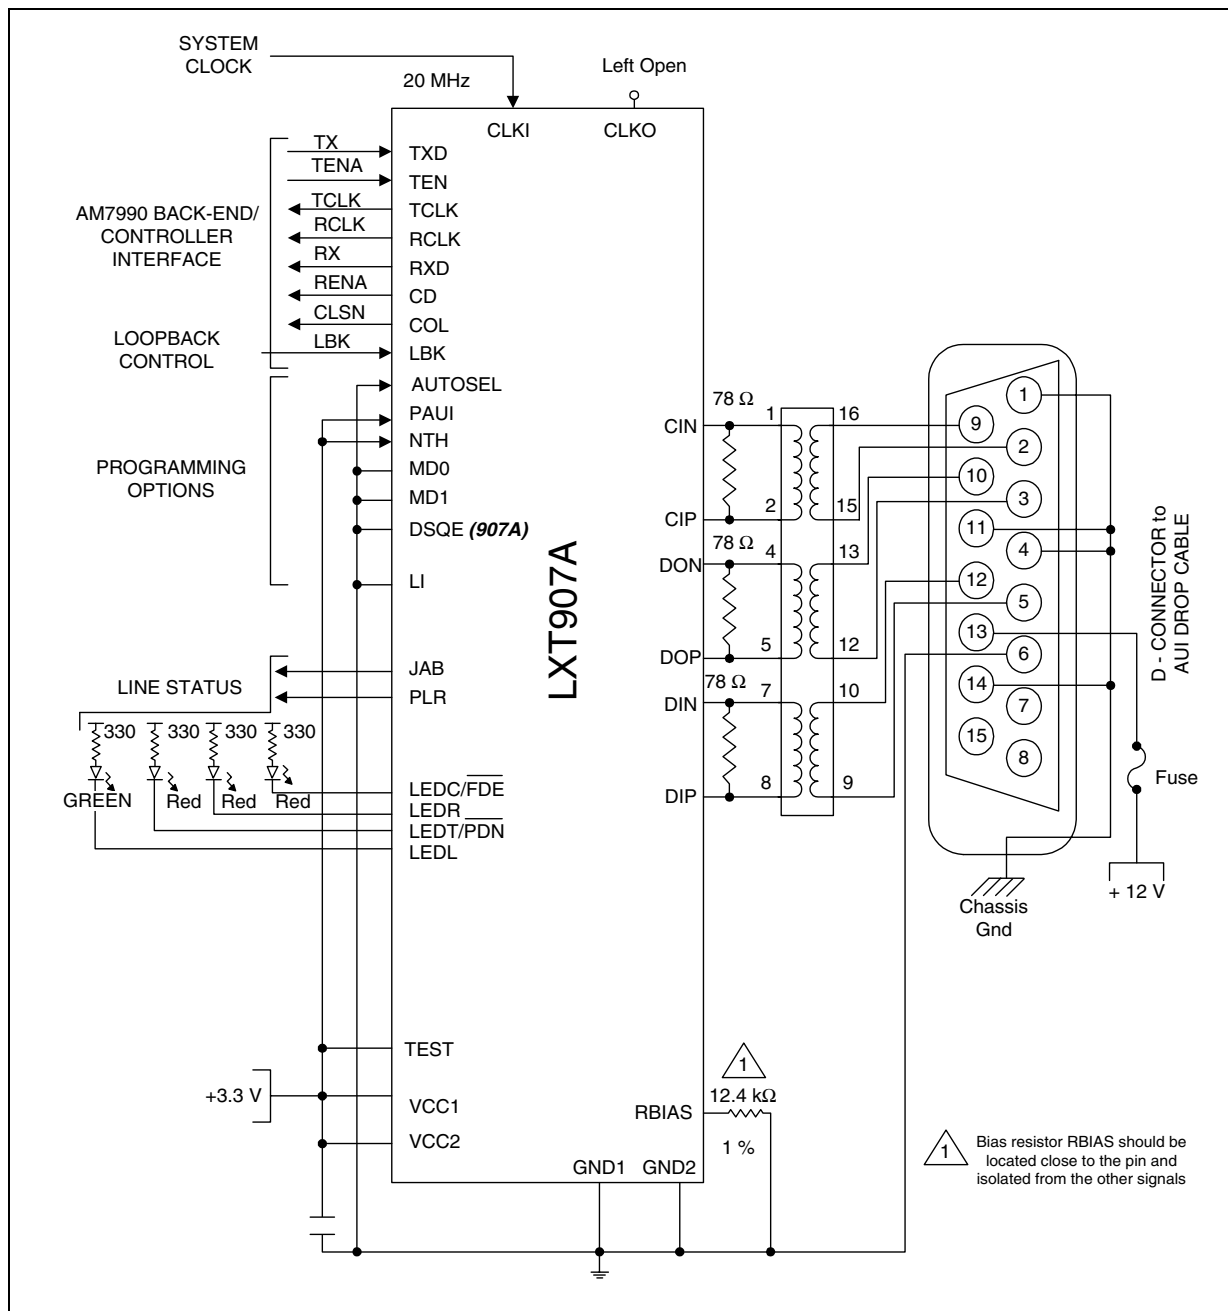 SYSTEM
CLOCK
20 MHz
Left Open
CLKI
CLKO
AM7990 BACK-END/
CONTROLLER
INTERFACE
LOOPBACK
CONTROL
PROGRAMMING
OPTIONS
TX
TENA
TCLK
RCLK
RX
RENA
CLSN
LBK
TXD
TEN
TCLK
RCLK
RXD
CD
COL
LBK
AUTOSEL
PAUI
NTH
MD0
MD1
DSQE (907A)
LI
LINE STATUS
JAB
PLR
330
330
330
330
GREEN
Red
Red
Red
LEDC/FDE
LEDR
LEDT/PDN
LEDL
LXT907A
CIN
CIP
DON
DOP
DIN
DIP
78 Ω
78 Ω
78 Ω
1
16
2
15
4
13
5
12
7
10
8
9
1
9
2
10
3
11
4
12
5
13
6
14
7
15
8
D - CONNECTOR to
AUI DROP CABLE
Fuse
+ 12 V
Chassis
Gnd
TEST
+3.3 V
VCC1
VCC2
GND1
GND2
RBIAS
1
12.4 kΩ
1 %
1
Bias resistor RBIAS should be
located close to the pin and
isolated from the other signals